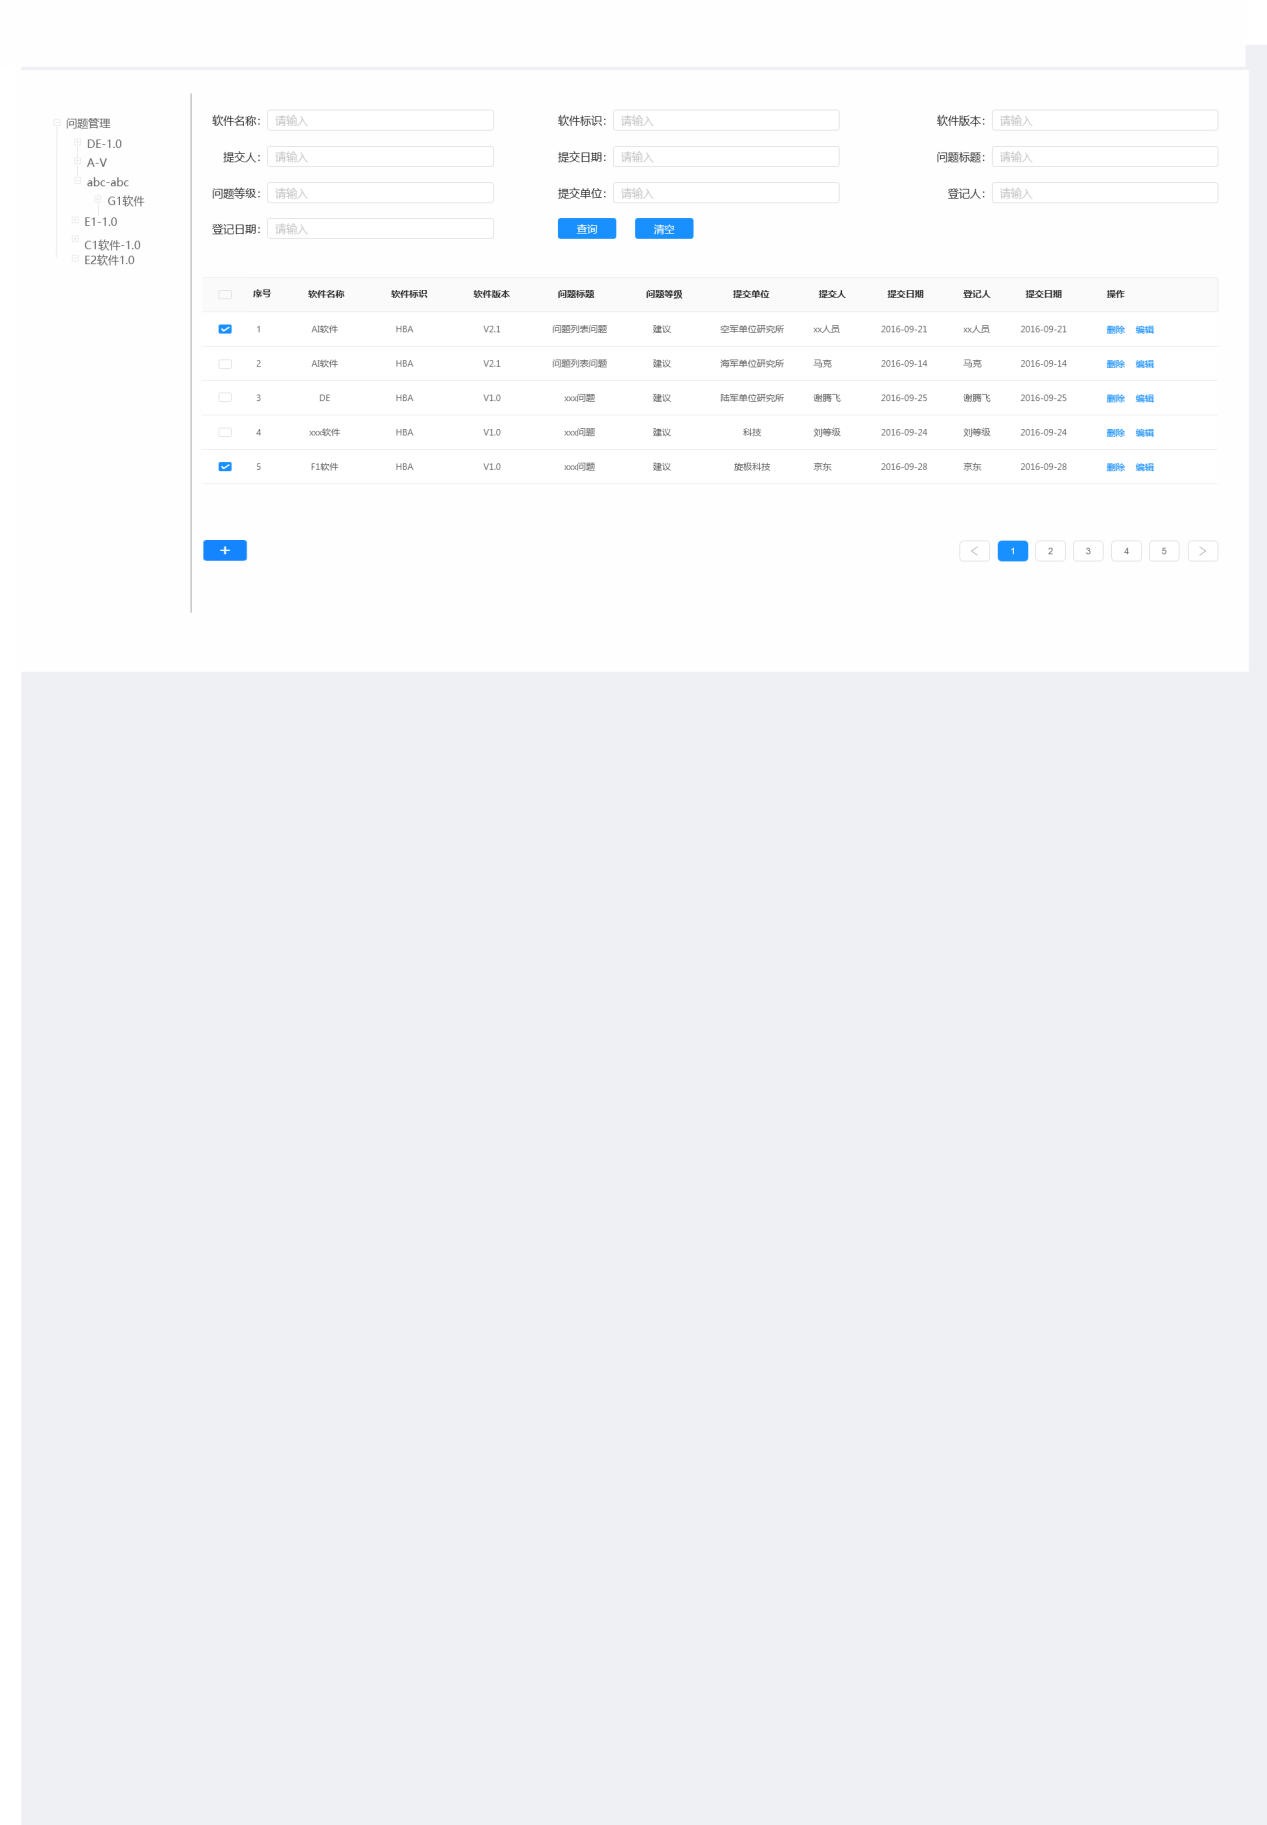 问题管理
DE-1.0
A-V
abc-abc
G1软件
E1-1.0
C1软件-1.0
E2软件1.0
软件名称： 请输入 软件标识： 请输入 软件版本： 请输入
提交人： 请输入 提交日期： 请输入 问题标题： 请输入
问题等级： 请输入 提交单位： 请输入 登记人： 请输入
登记日期： 请输入 查询 清空
序号 软件名称 软件标识 软件版本 问题标题 问题等级 提交单位 提交人 提交日期 登记人 提交日期 操作
1 AI软件 HBA V2.1 问题列表问题 建议 空军单位研究所 xx人员 2016-09-21 xx人员 2016-09-21 删除 编辑
2 AI软件 HBA V2.1 问题列表问题 建议 海军单位研究所 马克 2016-09-14 马克 2016-09-14 删除 编辑
3 DE HBA V1.0 xxx问题 建议 陆军单位研究所 谢腾飞 2016-09-25 谢腾飞 2016-09-25 删除 编辑
4 xxx软件 HBA V1.0 xxx问题 建议 科技 刘等级 2016-09-24 刘等级 2016-09-24 删除 编辑
5 F1软件 HBA V1.0 xxx问题 建议 旋极科技 京东 2016-09-28 京东 2016-09-28 删除 编辑
+ < 1 2 3 4 5 >